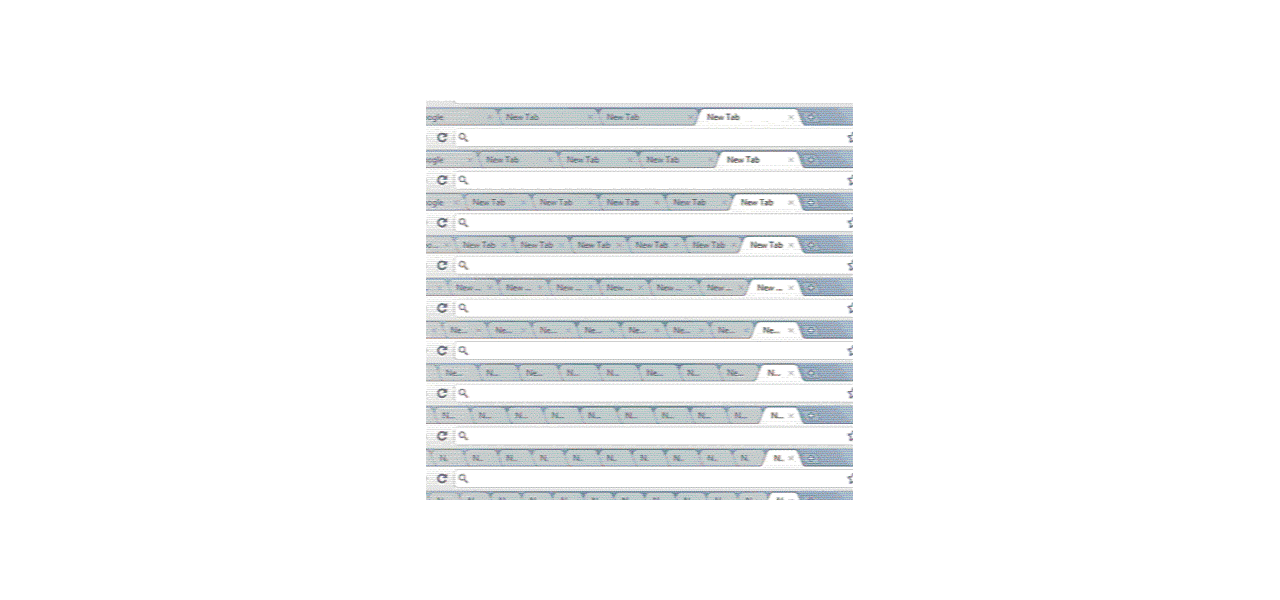 ogle New Tab New Tab New Tab
ogle New Tab New Tab New Tab New Tab
ogle New Tab New Tab New Tab New Tab New Tab
o... New Tab New Tab New Tab New Tab New Tab New Tab
New ... New ... New ... New ... New ... New ... New ...
Ne... Ne... Ne... Ne... Ne... Ne... Ne... Ne...
Ne... N... Ne... N... N... Ne... N... Ne... N...
N... N... N... N... N... N... N... N... N... N...
N.. N.. N.. N.. N.. N.. N.. N.. N.. N.. N..